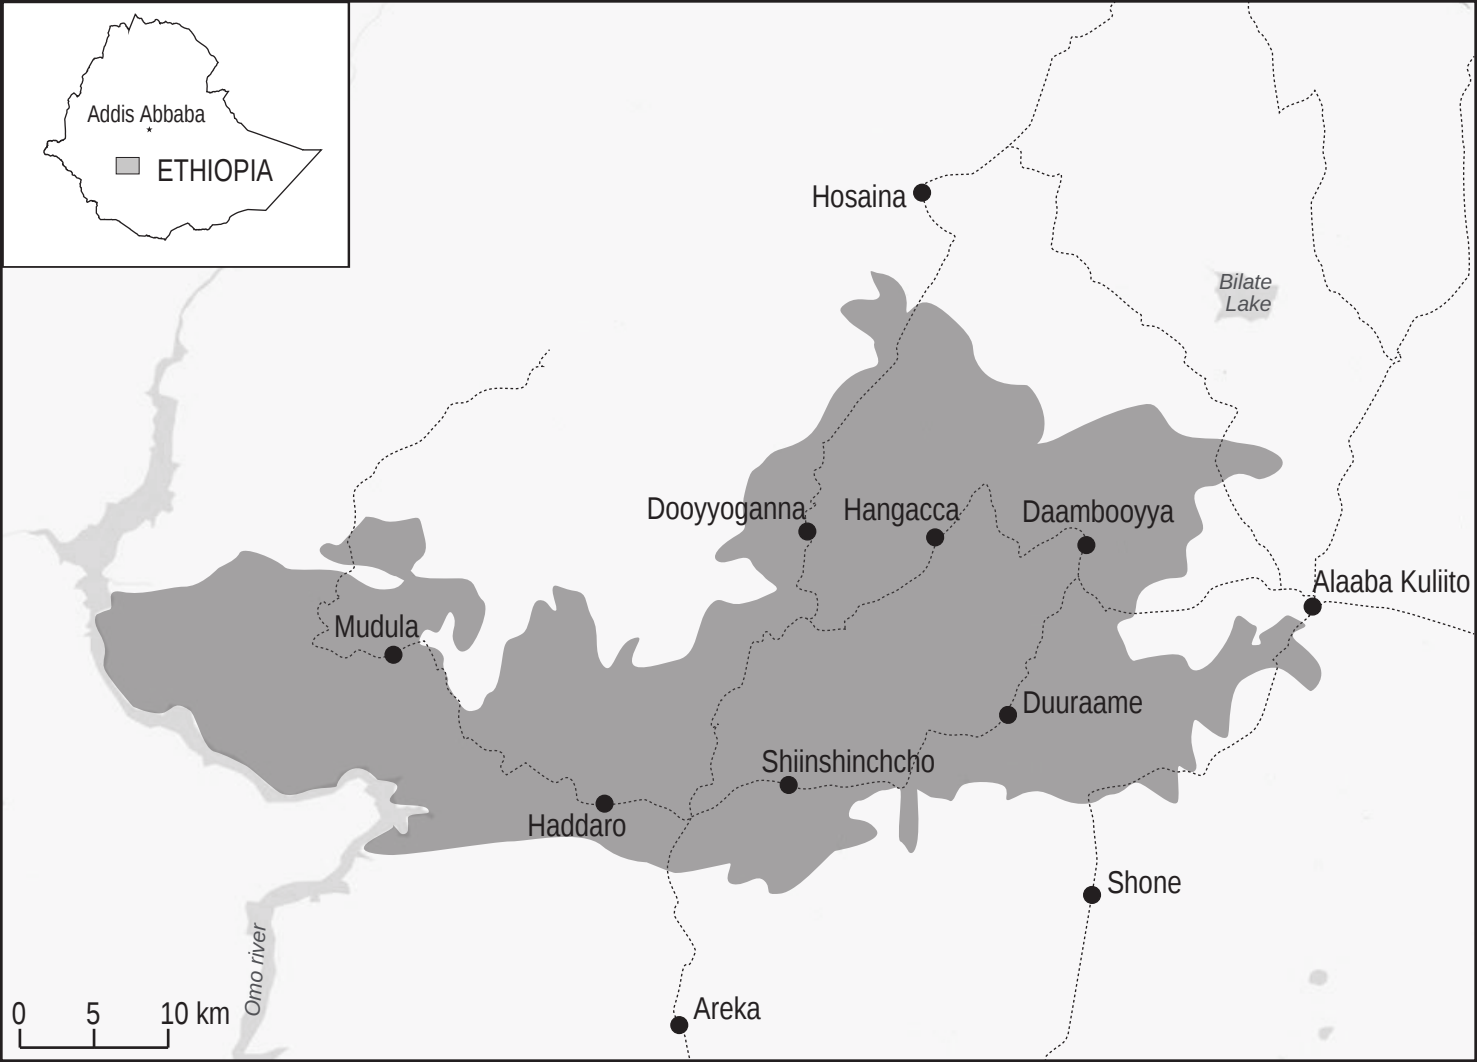 Addis Abbaba
*
ETHIOPIA
Hosaina
Bilate
Lake
Dooyyoganna
Hangacca
Daambooyya
Alaaba Kuliito
Mudula
Duuraame
Shiinshinchcho
Haddaro
Shone
Omo river
Areka
0 5 10 km